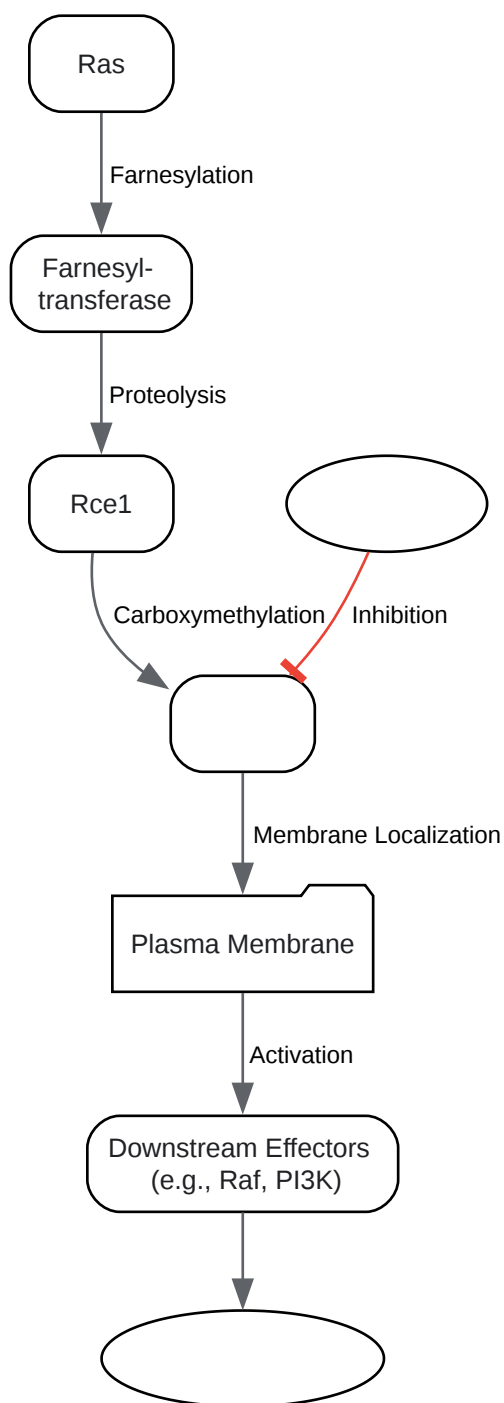 Ras
Farnesylation
Farnesyl-
transferase
Proteolysis
Rce1
Carboxymethylation
Inhibition
Membrane Localization
Plasma Membrane
Activation
Downstream Effectors
(e.g., Raf, PI3K)